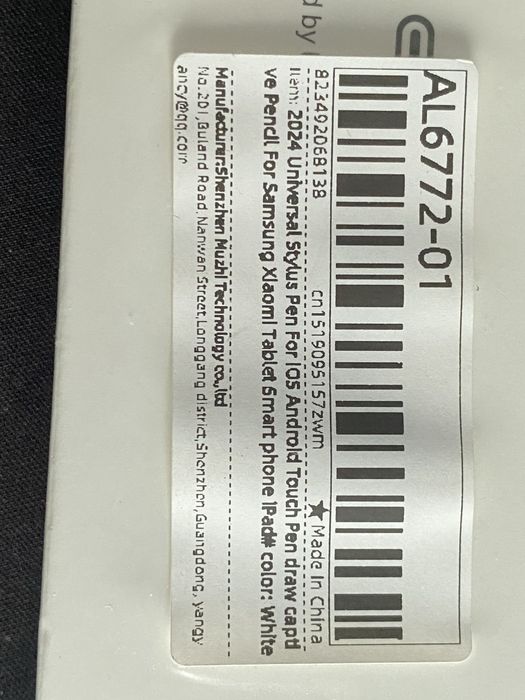 d by
AL6772-01
823492068138 cn1519095157zwm ★ Made In China
Item: 2024 Universal Stylus Pen For IOS Android Touch Pen draw capti
ve Pencil For Samsung Xiaomi Tablet Smart phone IPad# color: White
Manufacturer:Shenzhen Muzhi Technology co,,ltd
No.201,Buland Road, Nanwan Street,Longgang district,Shenzhen,Guangdong, yangy
ancy@qq.com